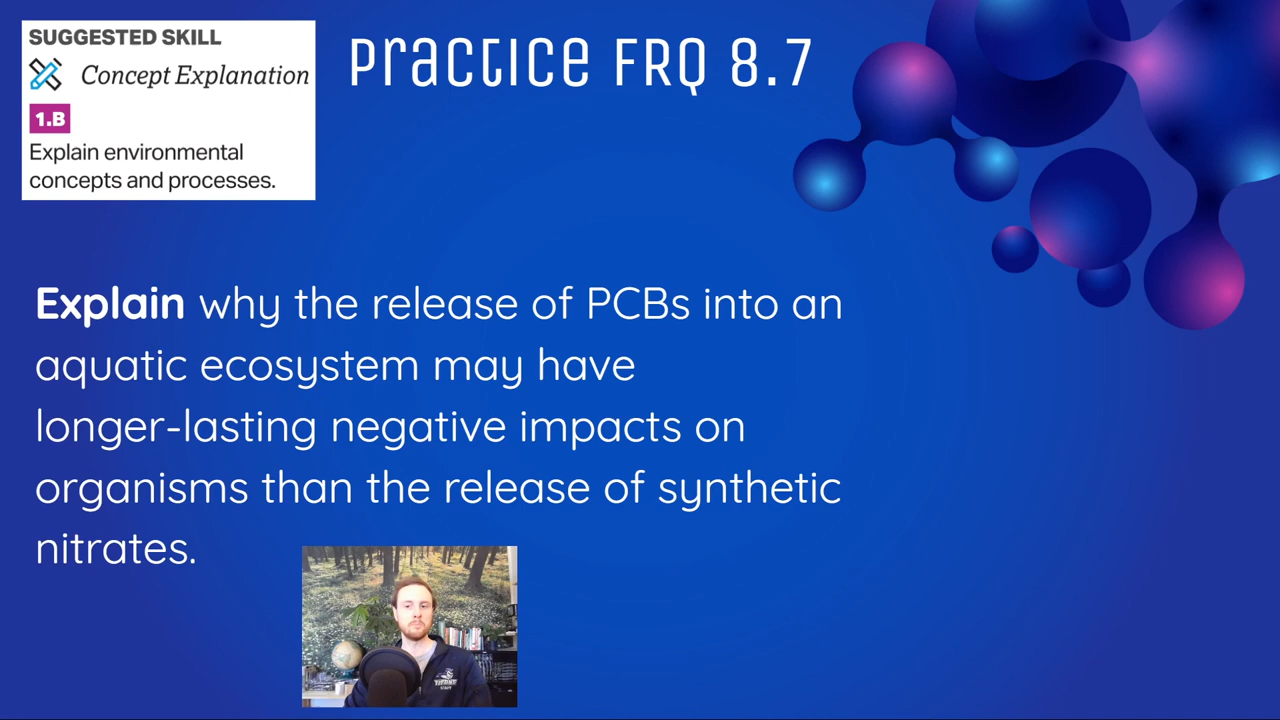 SUGGESTED SKILL
Concept Explanation
1.B
Explain environmental
concepts and processes.
Practice FRQ 8.7
Explain why the release of PCBs into an
aquatic ecosystem may have
longer-lasting negative impacts on
organisms than the release of synthetic
nitrates.